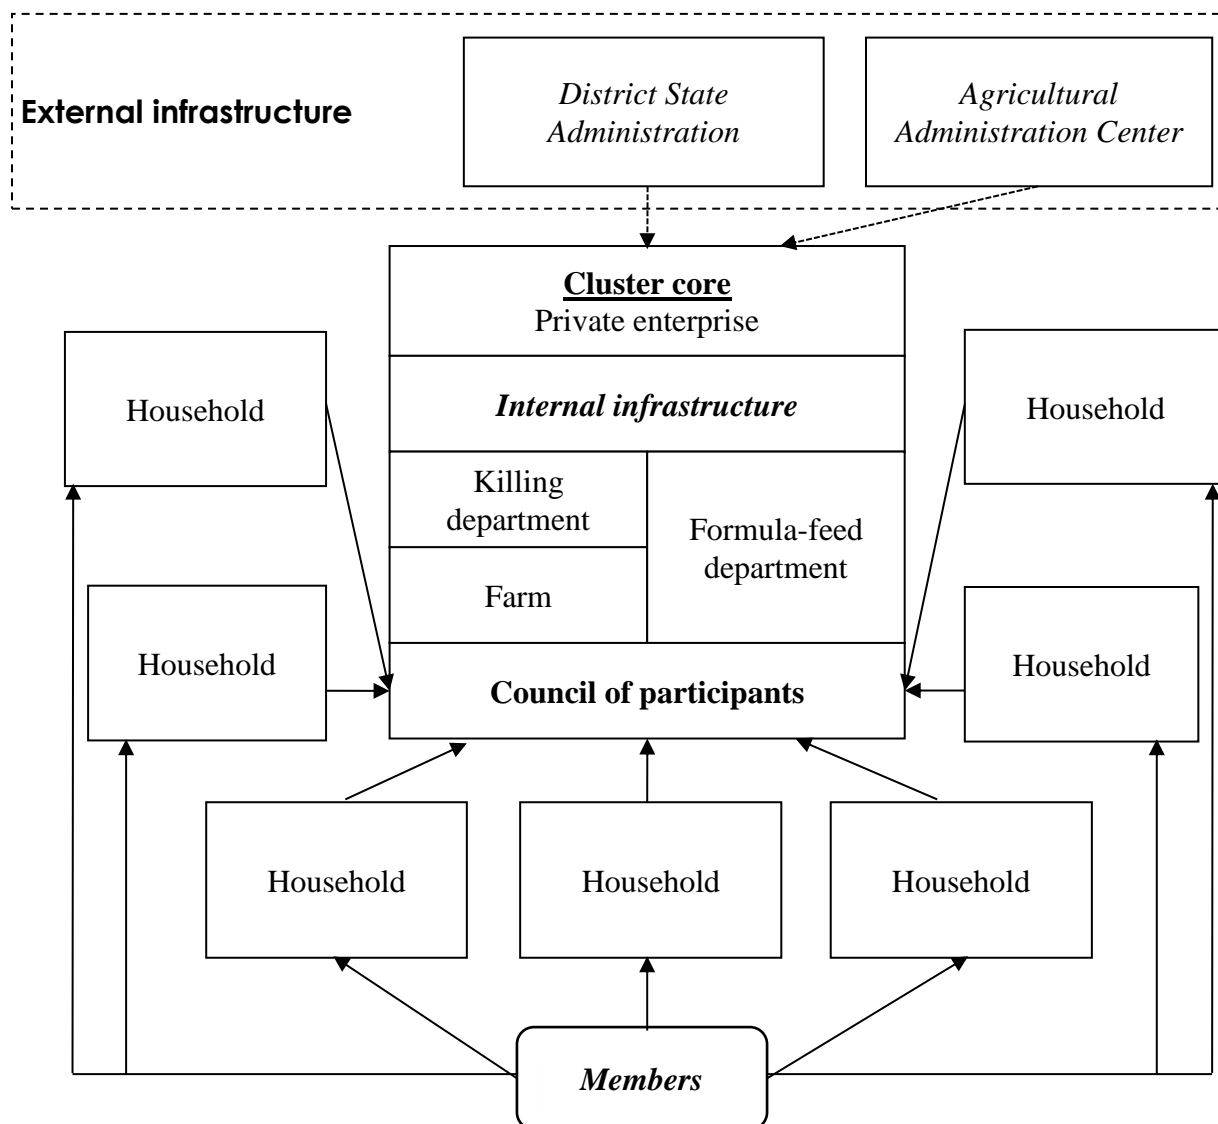 External infrastructure
District State
Administration
Agricultural
Administration Center
Cluster core
Private enterprise
Household
Internal infrastructure
Household
Killing
department
Formula-feed
department
Farm
Household
Household
Council of participants
Household
Household
Household
Members